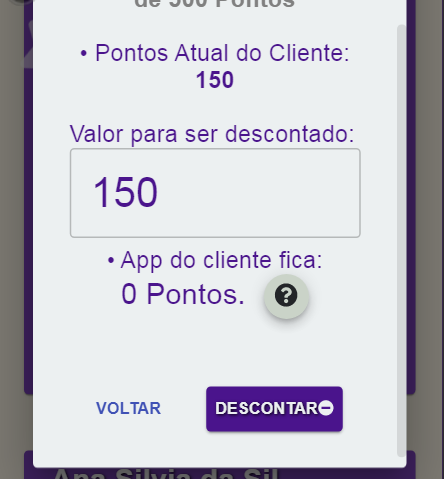 de 500 Pontos
• Pontos Atual do Cliente:
150
Valor para ser descontado:
150
• App do cliente fica:
0 Pontos. ?
VOLTAR
DESCONTAR
Ana Silvia da Sil